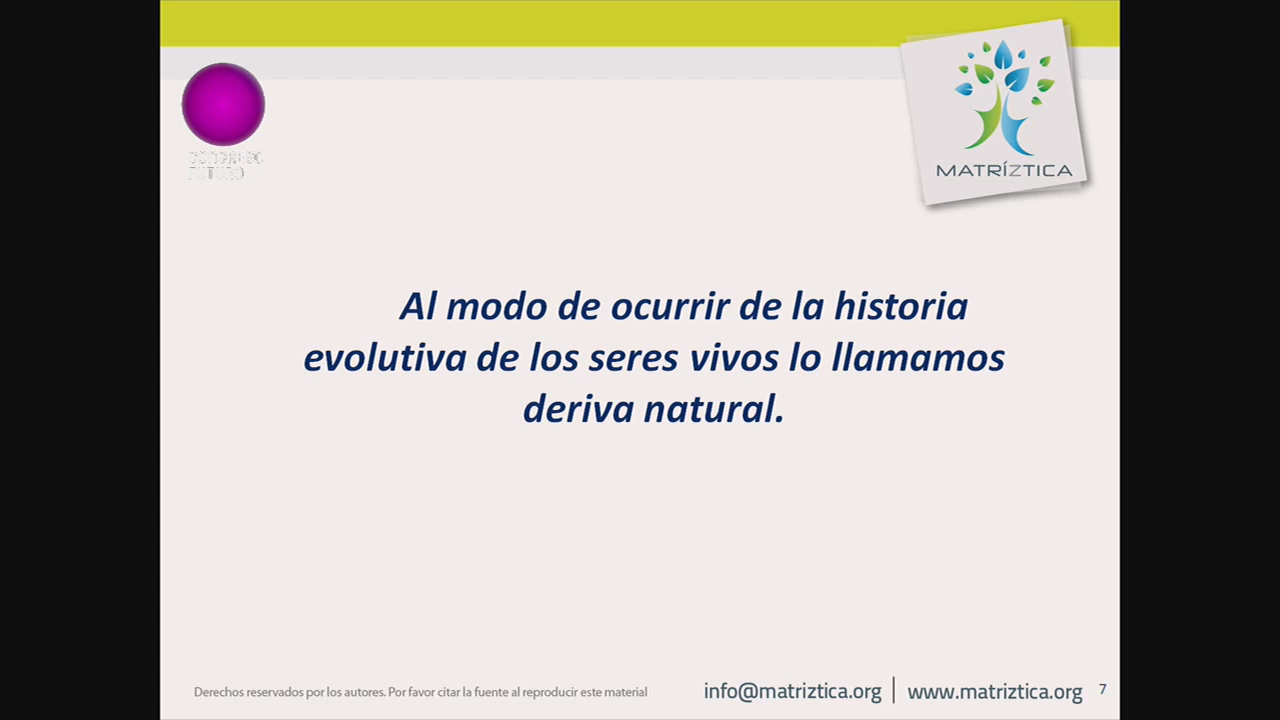 CONGRESO
FUTURO
MATRÍZTICA
Al modo de ocurrir de la historia
evolutiva de los seres vivos lo llamamos
deriva natural.
Derechos reservados por los autores. Por favor citar la fuente al reproducir este material
info@matriztica.org | www.matriztica.org 7